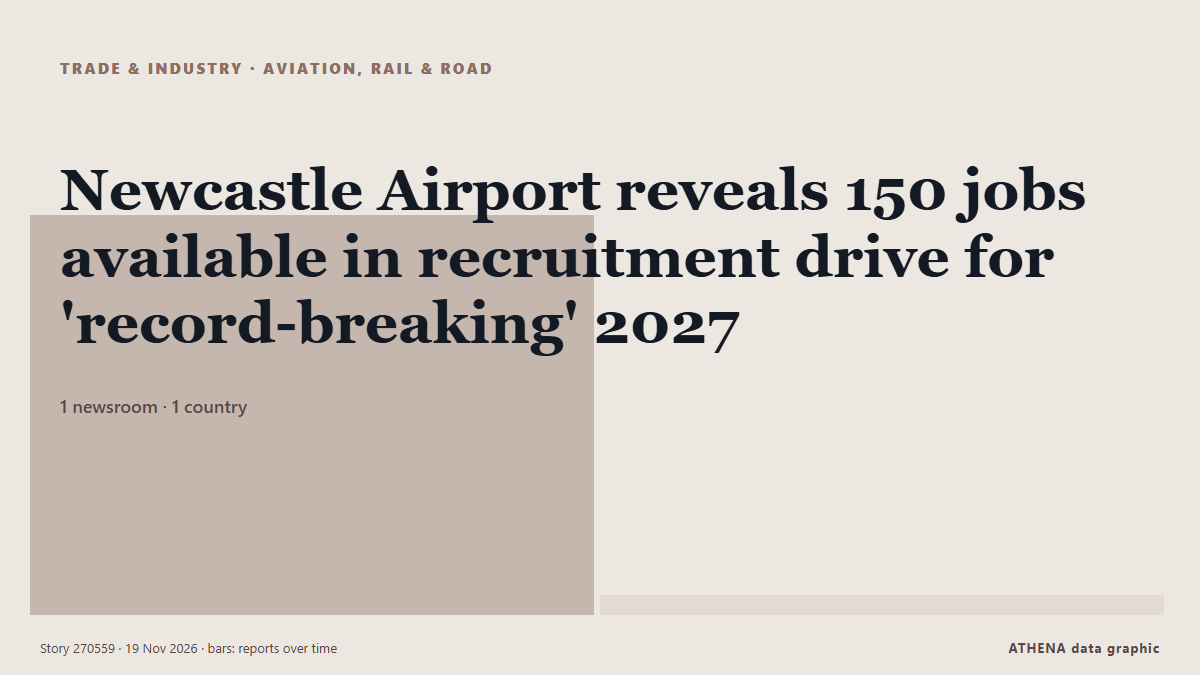 TRADE & INDUSTRY · AVIATION, RAIL & ROAD
Newcastle Airport reveals 150 jobs
available in recruitment drive for
'record-breaking' 2027
1 newsroom · 1 country
Story 270559 · 19 Nov 2026 · bars: reports over time
ATHENA data graphic